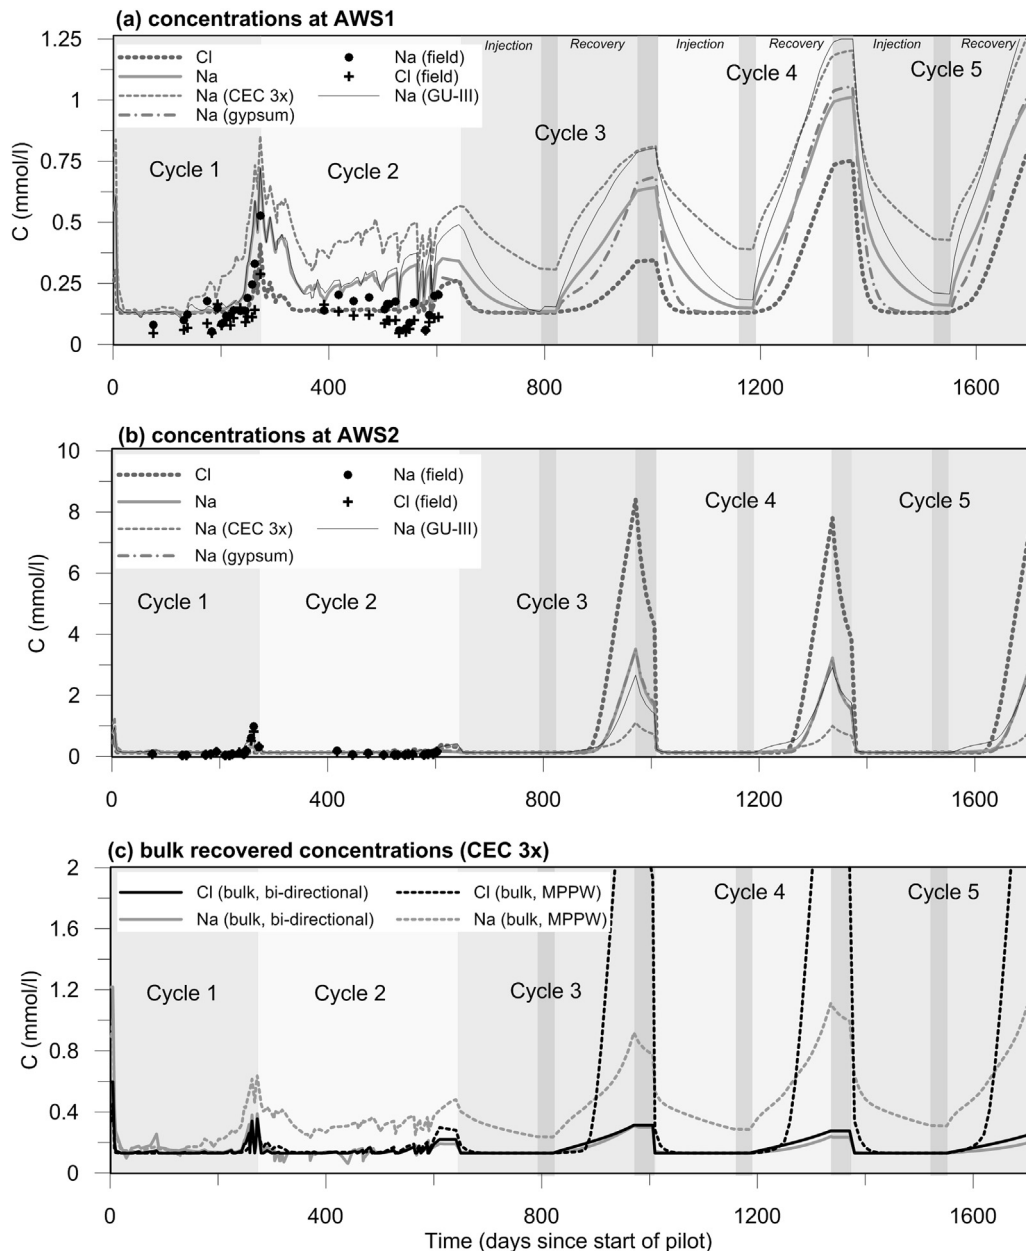 (a) concentrations at AWS1
1.25
1
0.75
0.5
0.25
0
C (mmol/l)
Cl
Na
Na (CEC 3x)
Na (gypsum)
Na (field)
Cl (field)
Na (GU-III)
Injection Recovery Injection Recovery Injection Recovery
Cycle 1
Cycle 2
Cycle 3
Cycle 4
Cycle 5
0 400 800 1200 1600
(b) concentrations at AWS2
10
8
6
4
2
0
C (mmol/l)
Cl
Na
Na (CEC 3x)
Na (gypsum)
Na (field)
Cl (field)
Na (GU-III)
Cycle 1
Cycle 2
Cycle 3
Cycle 4
Cycle 5
0 400 800 1200 1600
(c) bulk recovered concentrations (CEC 3x)
2
1.6
1.2
0.8
0.4
0
C (mmol/l)
Cl (bulk, bi-directional)
Na (bulk, bi-directional)
Cl (bulk, MPPW)
Na (bulk, MPPW)
Cycle 1
Cycle 2
Cycle 3
Cycle 4
Cycle 5
0 400 800 1200 1600
Time (days since start of pilot)